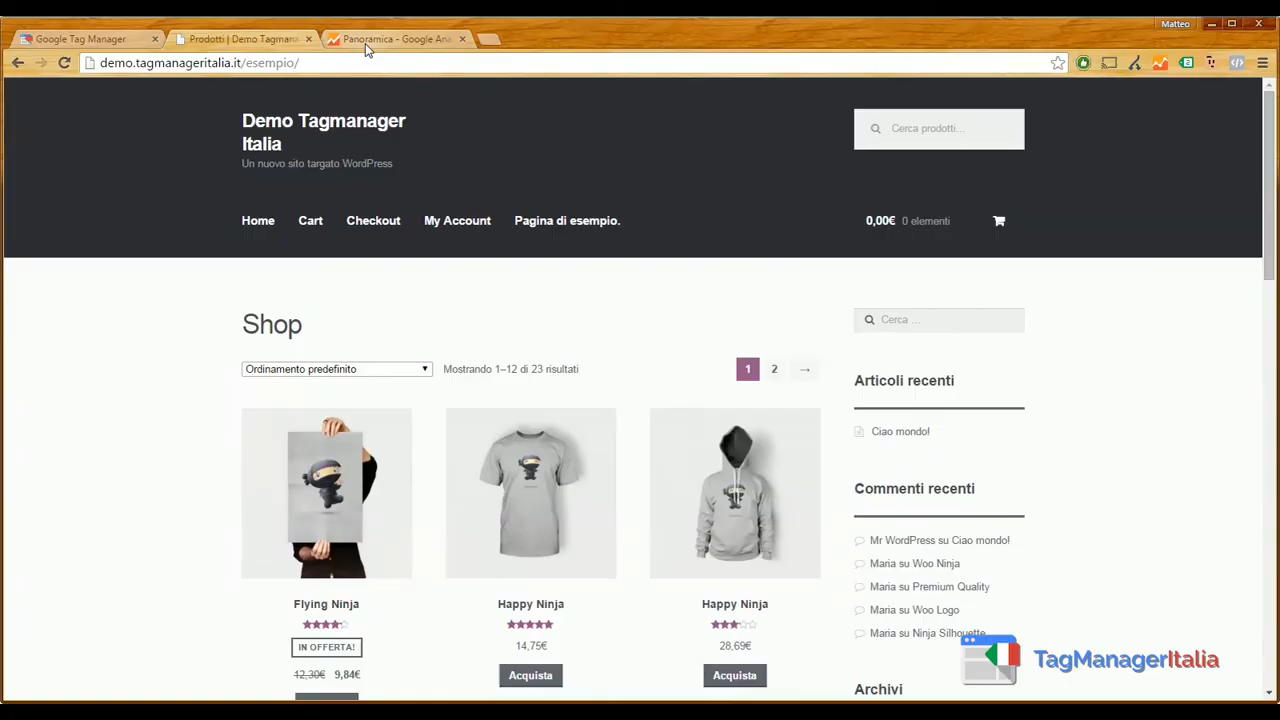 Matteo
Google Tag Manager
Prodotti | Demo Tagmana
Panoramica - Google Ana
demo.tagmanageritalia.it/esempio/
Demo Tagmanager
Italia
Un nuovo sito targato WordPress
Cerca prodotti…
Home
Cart
Checkout
My Account
Pagina di esempio.
0,00€ 0 elementi
Shop
Cerca …
Ordinamento predefinito
Mostrando 1–12 di 23 risultati
1
2
→
Articoli recenti
Ciao mondo!
Commenti recenti
Mr WordPress su Ciao mondo!
Maria su Woo Ninja
Maria su Premium Quality
Maria su Woo Logo
Maria su Ninja Silhouette
Flying Ninja
Happy Ninja
Happy Ninja
IN OFFERTA!
14,75€
28,69€
12,30€ 9,84€
Acquista
Acquista
TagManagerItalia
Archivi